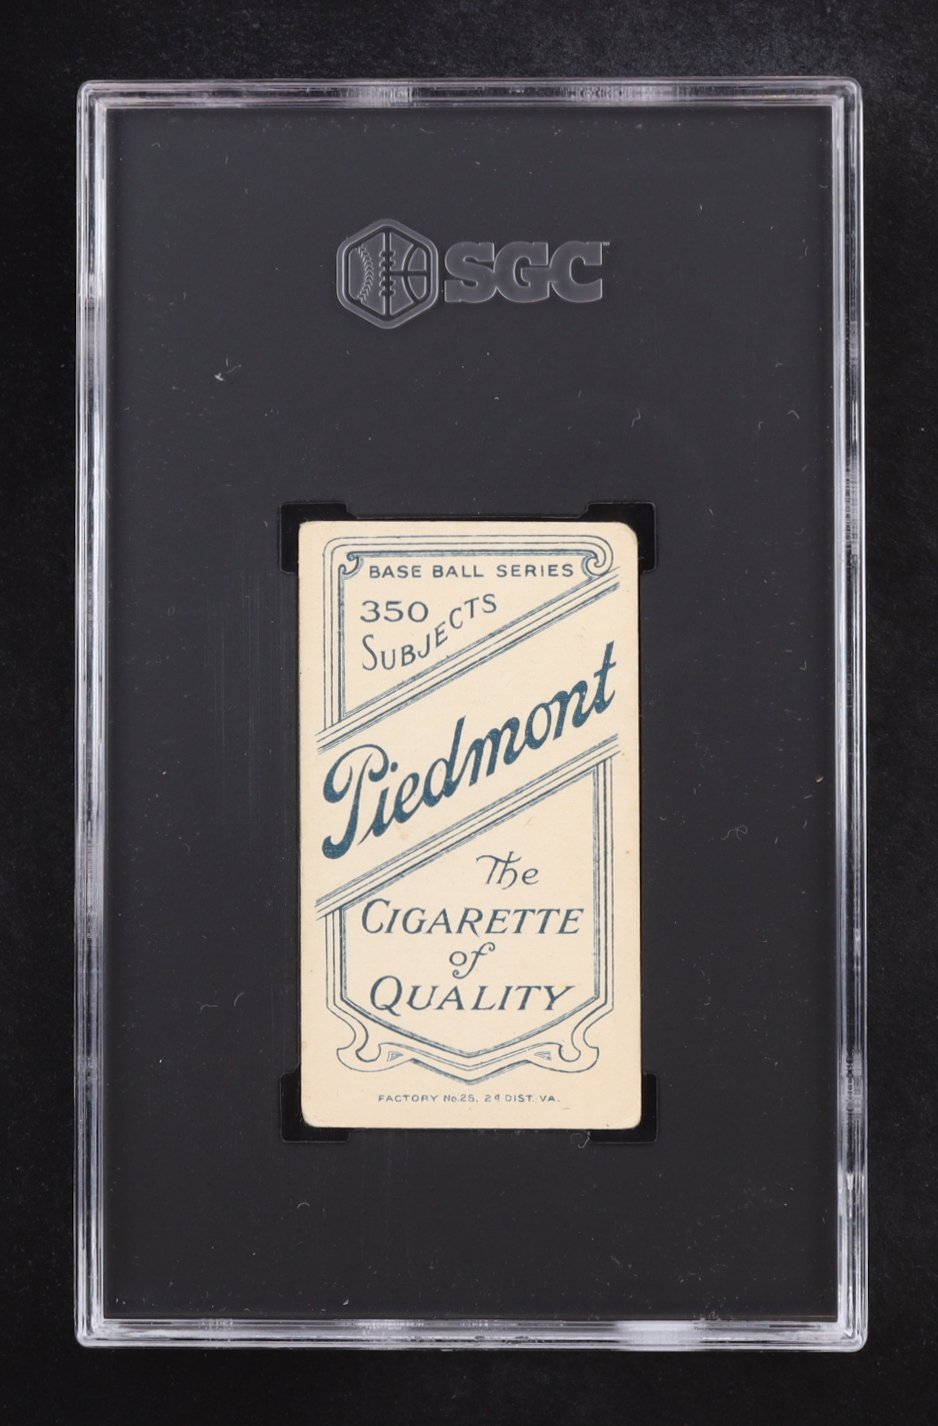 SGC
BASE BALL SERIES
350
SUBJECTS
Piedmont
The
CIGARETTE
of
QUALITY
FACTORY No.25, 2d DIST. VA.